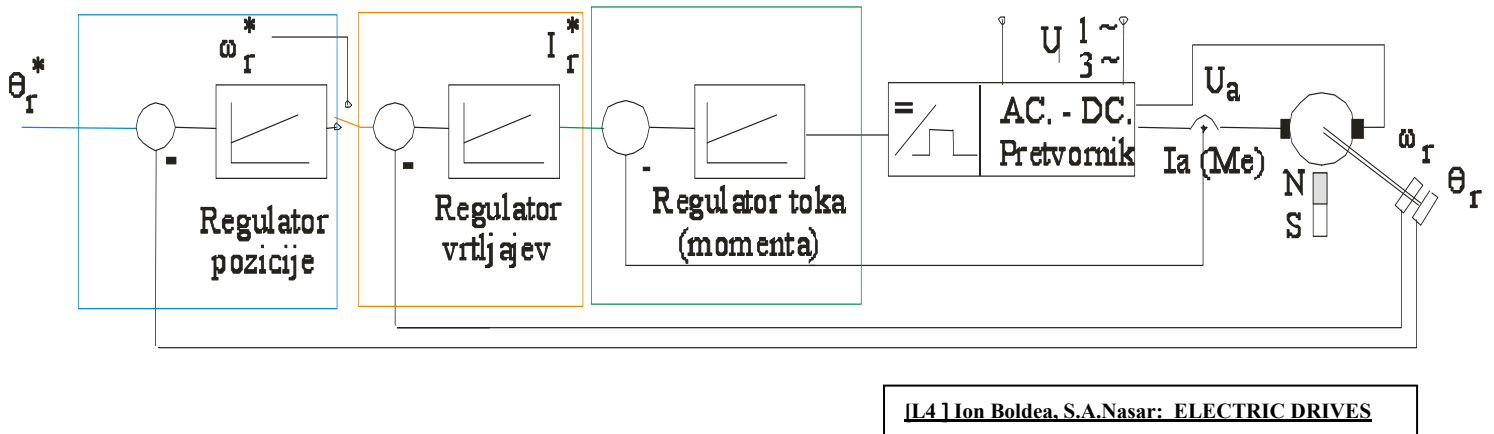 θr*
ωr*
Ir*
U 1 ~
3 ~
-
Regulator
pozicije
-
Regulator
vrtljajev
-
Regulator toka
(momenta)
=
AC. - DC.
Pretvornik
Ua
Ia (Me)
N
S
ωr
θr
[L4 ] Ion Boldea, S.A.Nasar: ELECTRIC DRIVES